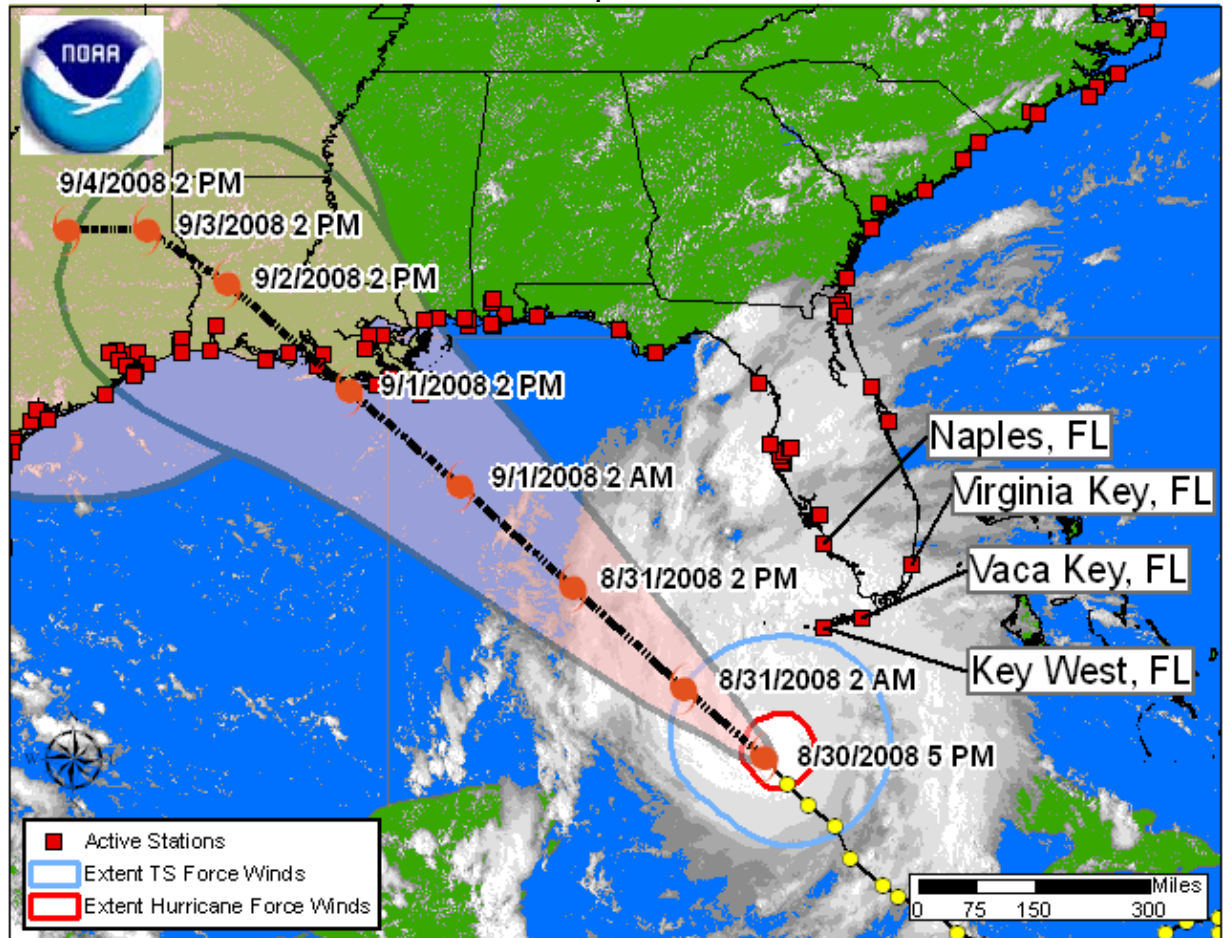 NOAA
9/4/2008 2 PM
9/3/2008 2 PM
9/2/2008 2 PM
9/1/2008 2 PM
9/1/2008 2 AM
8/31/2008 2 PM
8/31/2008 2 AM
8/30/2008 5 PM
Naples, FL
Virginia Key, FL
Vaca Key, FL
Key West, FL
Active Stations
Extent TS Force Winds
Extent Hurricane Force Winds
Miles
0 75 150 300